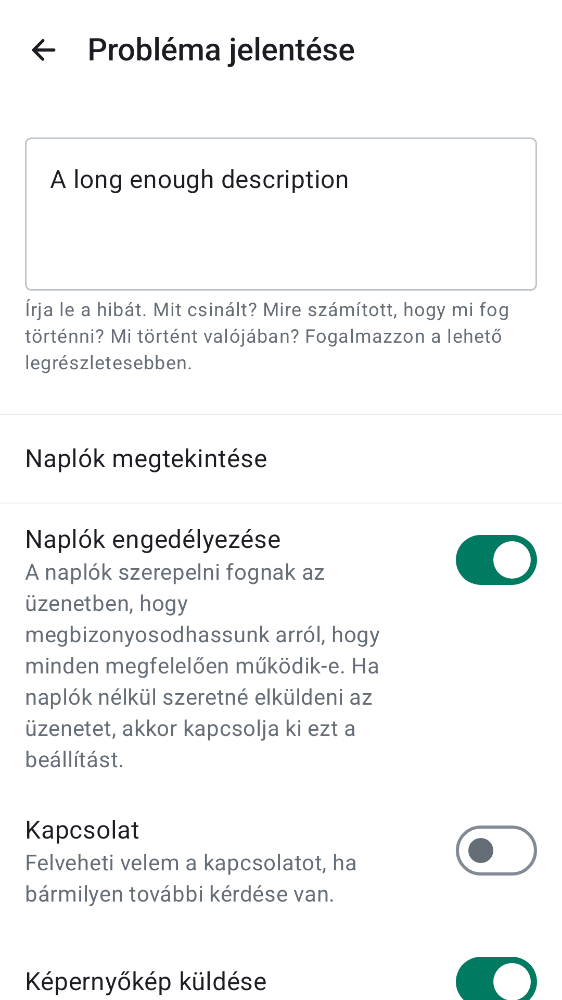 Probléma jelentése
A long enough description
Írja le a hibát. Mit csinált? Mire számított, hogy mi fog
történni? Mi történt valójában? Fogalmazzon a lehető
legrészletesebben.
Naplók megtekintése
Naplók engedélyezése
A naplók szerepelni fognak az
üzenetben, hogy
megbizonyosodhassunk arról, hogy
minden megfelelően működik-e. Ha
naplók nélkül szeretné elküldeni az
üzenetet, akkor kapcsolja ki ezt a
beállítást.
Kapcsolat
Felveheti velem a kapcsolatot, ha
bármilyen további kérdése van.
Képernyőkép küldése